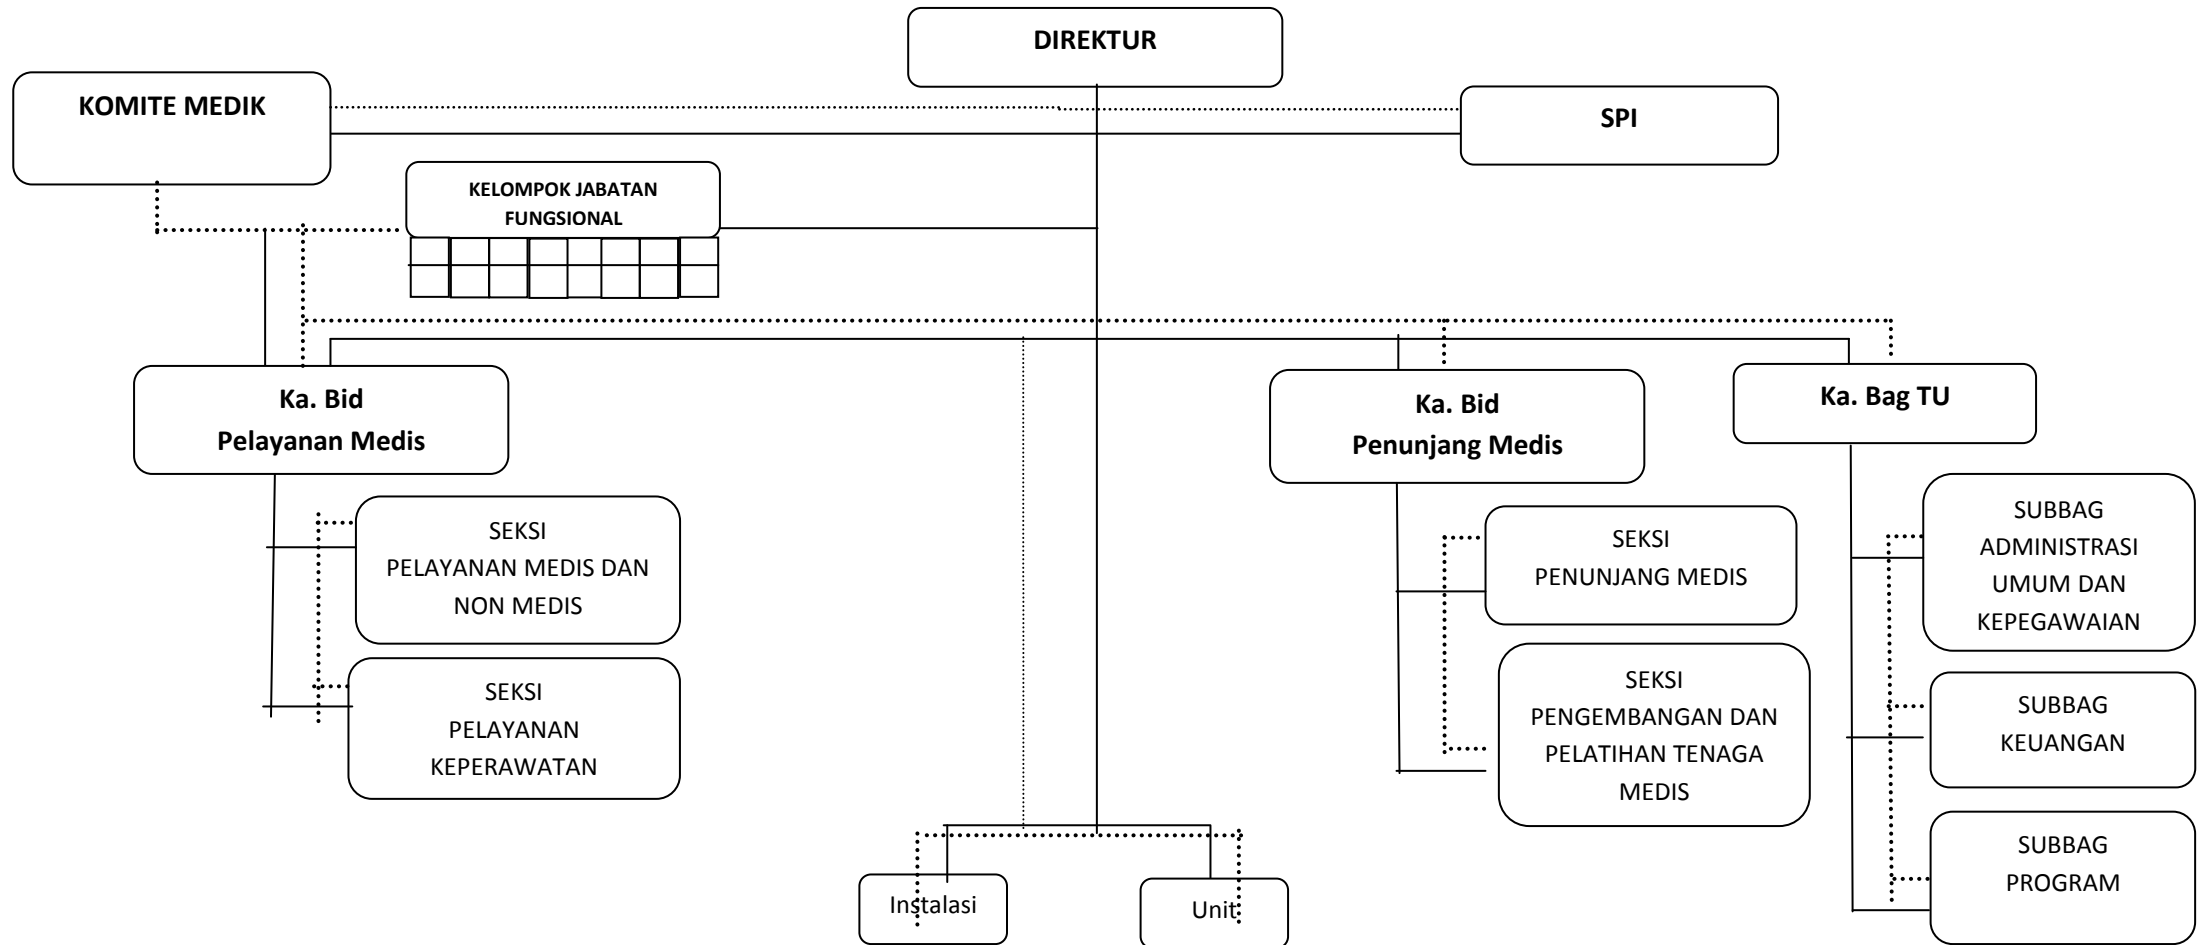 DIREKTUR
KOMITE MEDIK
SPI
KELOMPOK JABATAN
FUNGSIONAL
Ka. Bid
Pelayanan Medis
Ka. Bid
Penunjang Medis
Ka. Bag TU
SEKSI
PELAYANAN MEDIS DAN
NON MEDIS
SEKSI
PELAYANAN
KEPERAWATAN
SEKSI
PENUNJANG MEDIS
SEKSI
PENGEMBANGAN DAN
PELATIHAN TENAGA
MEDIS
SUBBAG
ADMINISTRASI
UMUM DAN
KEPEGAWAIAN
SUBBAG
KEUANGAN
SUBBAG
PROGRAM
Instalasi
Unit